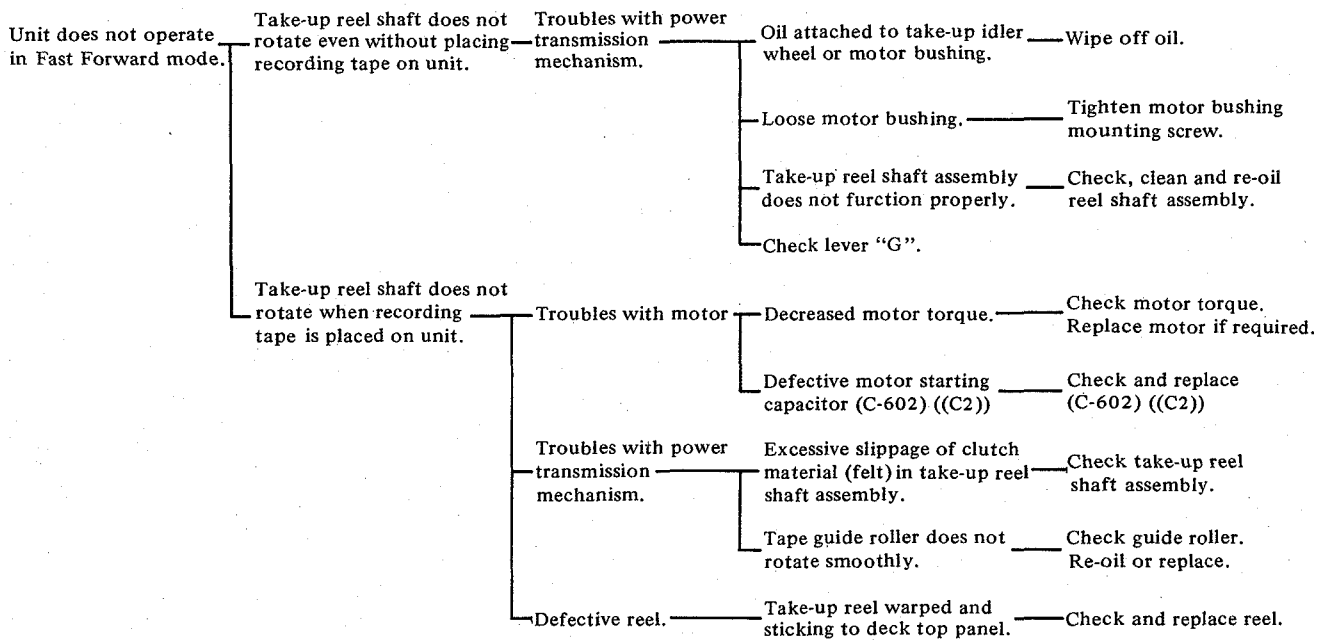 Unit does not operate
in Fast Forward mode.
Take-up reel shaft does not
rotate even without placing
recording tape on unit.
Troubles with power
transmission
mechanism.
Oil attached to take-up idler
wheel or motor bushing.
Wipe off oil.
Loose motor bushing.
Tighten motor bushing
mounting screw.
Take-up reel shaft assembly
does not furction properly.
Check, clean and re-oil
reel shaft assembly.
Check lever "G".
Take-up reel shaft does not
rotate when recording
tape is placed on unit.
Troubles with motor
Decreased motor torque.
Check motor torque.
Replace motor if required.
Defective motor starting
capacitor (C-602) ((C2))
Check and replace
(C-602) ((C2))
Troubles with power
transmission
mechanism.
Excessive slippage of clutch
material (felt) in take-up reel
shaft assembly.
Check take-up reel
shaft assembly.
Tape guide roller does not
rotate smoothly.
Check guide roller.
Re-oil or replace.
Defective reel.
Take-up reel warped and
sticking to deck top panel.
Check and replace reel.